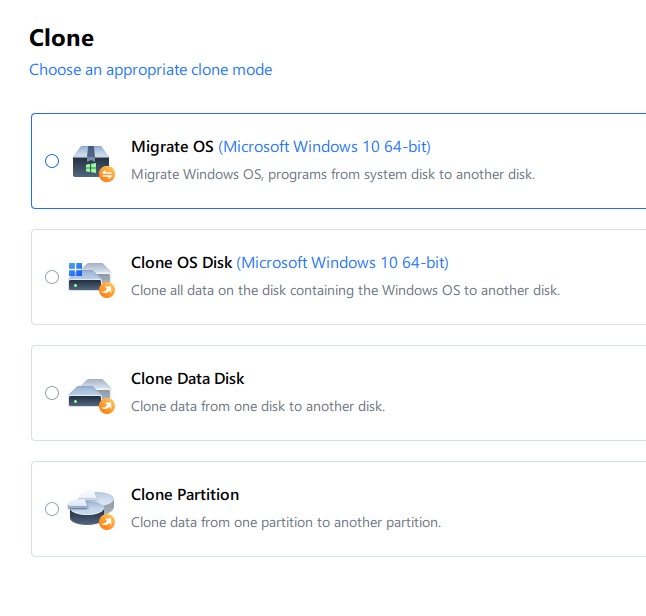 Clone
Choose an appropriate clone mode
Migrate OS (Microsoft Windows 10 64-bit)
Migrate Windows OS, programs from system disk to another disk.
Clone OS Disk (Microsoft Windows 10 64-bit)
Clone all data on the disk containing the Windows OS to another disk.
Clone Data Disk
Clone data from one disk to another disk.
Clone Partition
Clone data from one partition to another partition.